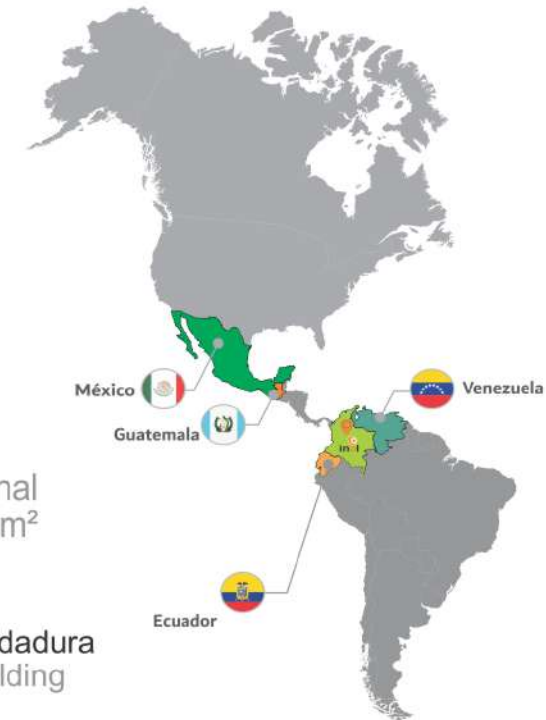 México
Venezuela
Guatemala
nal
m²
Ecuador
dadura
lding